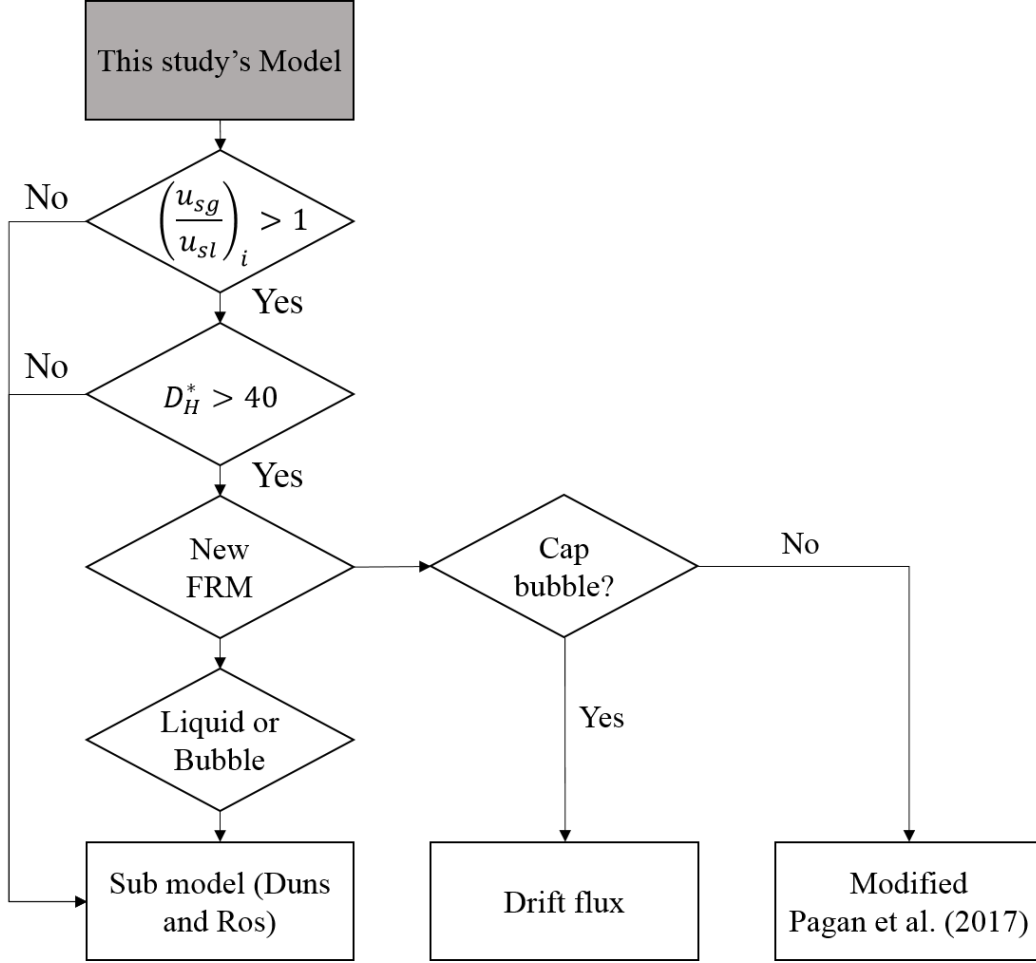 This study's Model
No
(u_sg / u_sl)_i > 1
Yes
No
D_H^* > 40
Yes
New
FRM
Cap
bubble?
No
Liquid or
Bubble
Yes
Sub model (Duns
and Ros)
Drift flux
Modified
Pagan et al. (2017)